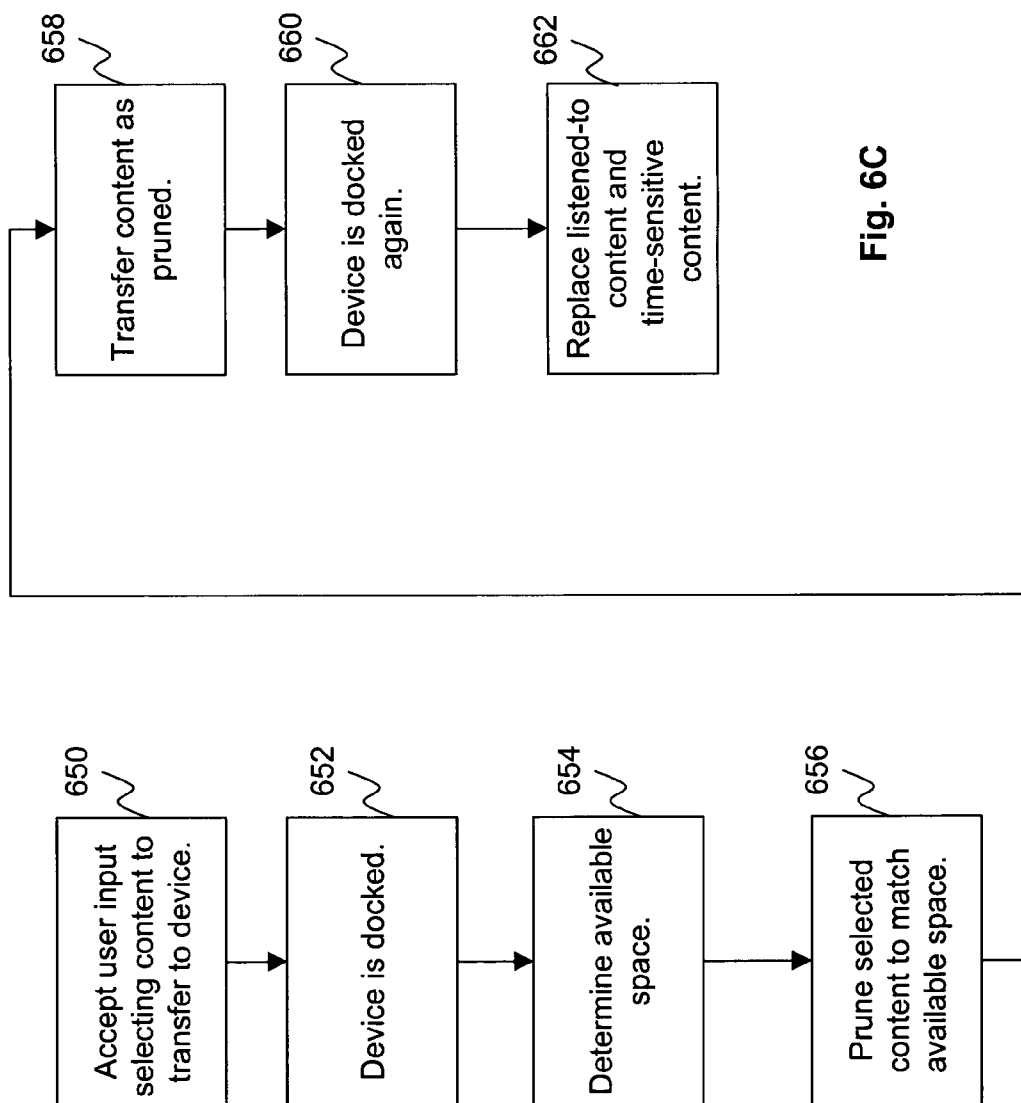 650
Accept user input
selecting content to
transfer to device.
652
Device is docked.
654
Determine available
space.
656
Prune selected
content to match
available space.
658
Transfer content as
pruned.
660
Device is docked
again.
662
Replace listened-to
content and
time-sensitive
content.
Fig. 6C